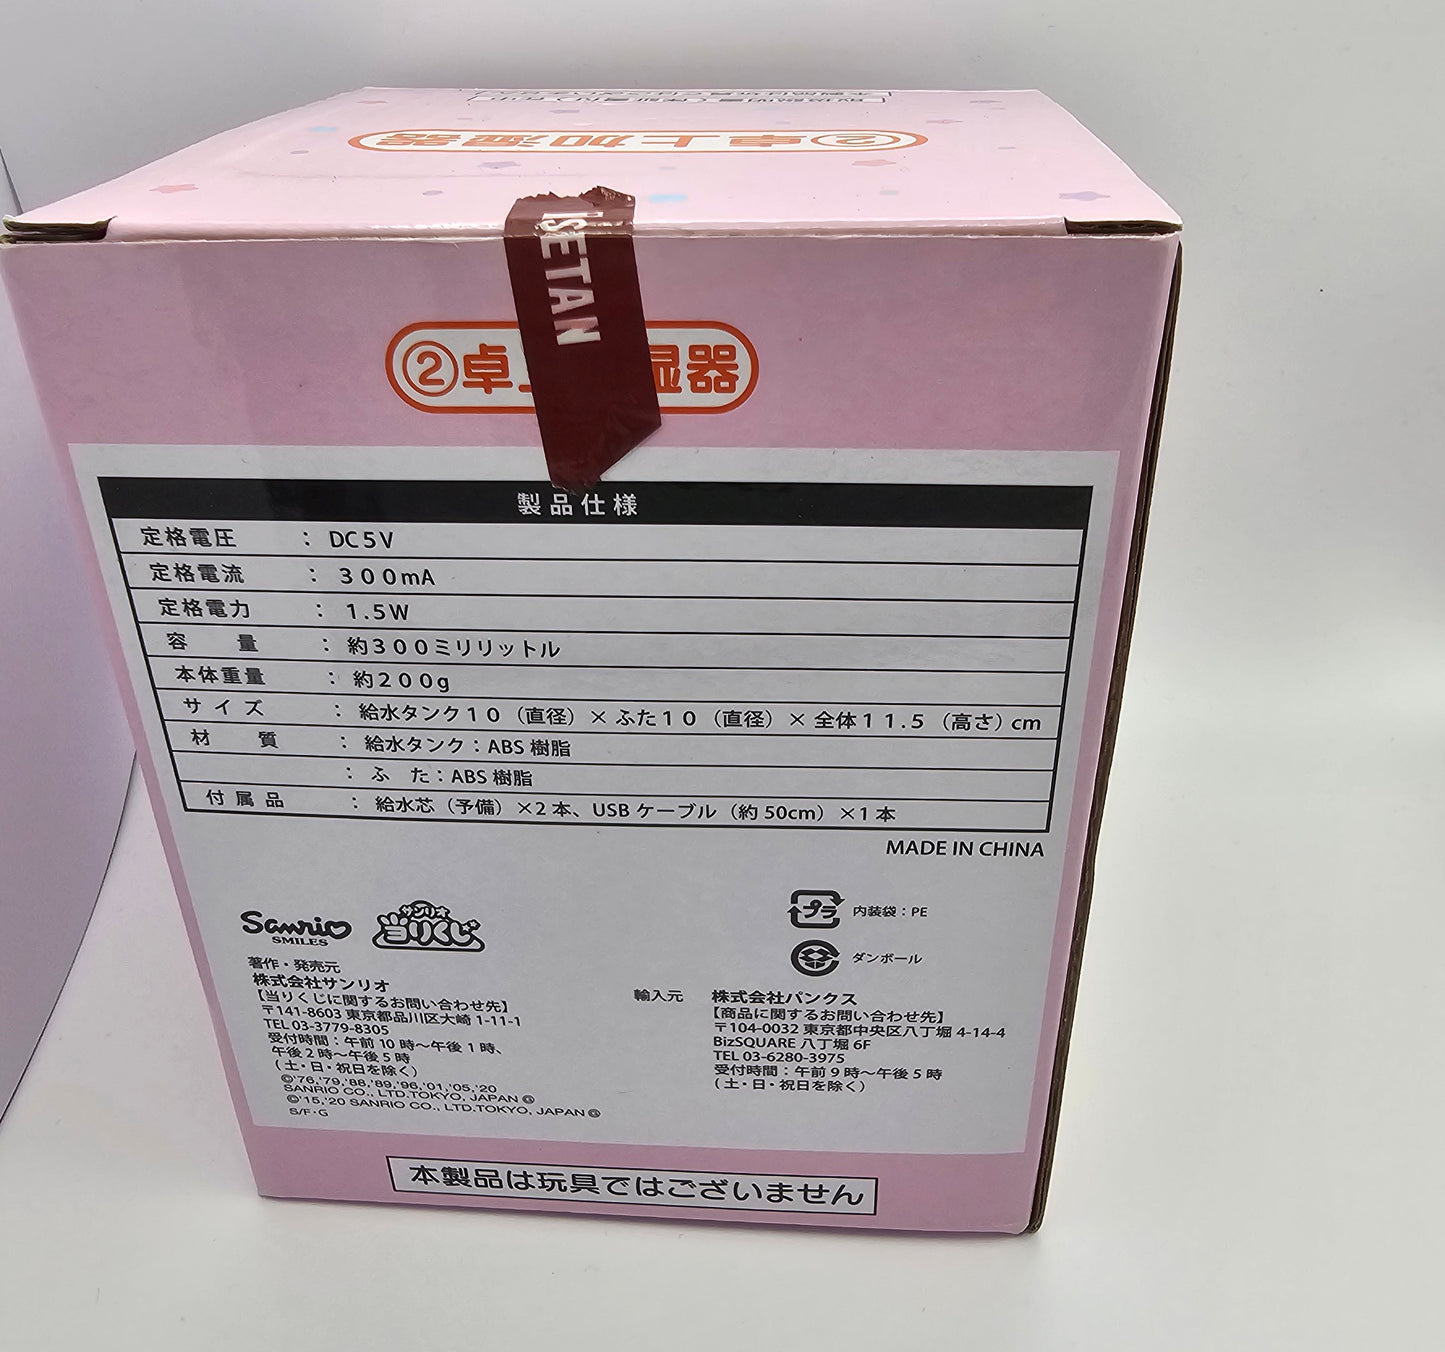 ②卓上加湿器
ISETAN
②卓 湿器
製品仕様
定格電圧 : DC5V
定格電流 : 300mA
定格電力 : 1.5W
容 量 : 約300ミリリットル
本体重量 : 約200g
サイズ : 給水タンク10(直径)×ふた10(直径)×全体11.5(高さ)cm
材 質 : 給水タンク:ABS樹脂
: ふ た:ABS樹脂
付属品 : 給水芯(予備)×2本、USBケーブル(約50cm)×1本
MADE IN CHINA
Sanrio
SMILES
サンリオ
当りくじ
著作・発売元
株式会社サンリオ
【当りくじに関するお問い合わせ先】
〒141-8603 東京都品川区大崎 1-11-1
TEL 03-3779-8305
受付時間:午前10時〜午後1時、
午後2時〜午後5時
(土・日・祝日を除く)
©'76,'79,'88,'89,'96,'01,'05,'20
SANRIO CO., LTD.TOKYO, JAPAN Ⓖ
©'15,'20 SANRIO CO., LTD.TOKYO, JAPAN Ⓖ
S/F・G
プラ 内装袋:PE
ダンボール
輸入元 株式会社パンクス
【商品に関するお問い合わせ先】
〒104-0032 東京都中央区八丁堀 4-14-4
BizSQUARE 八丁堀 6F
TEL 03-6280-3975
受付時間:午前9時〜午後5時
(土・日・祝日を除く)
本製品は玩具ではございません